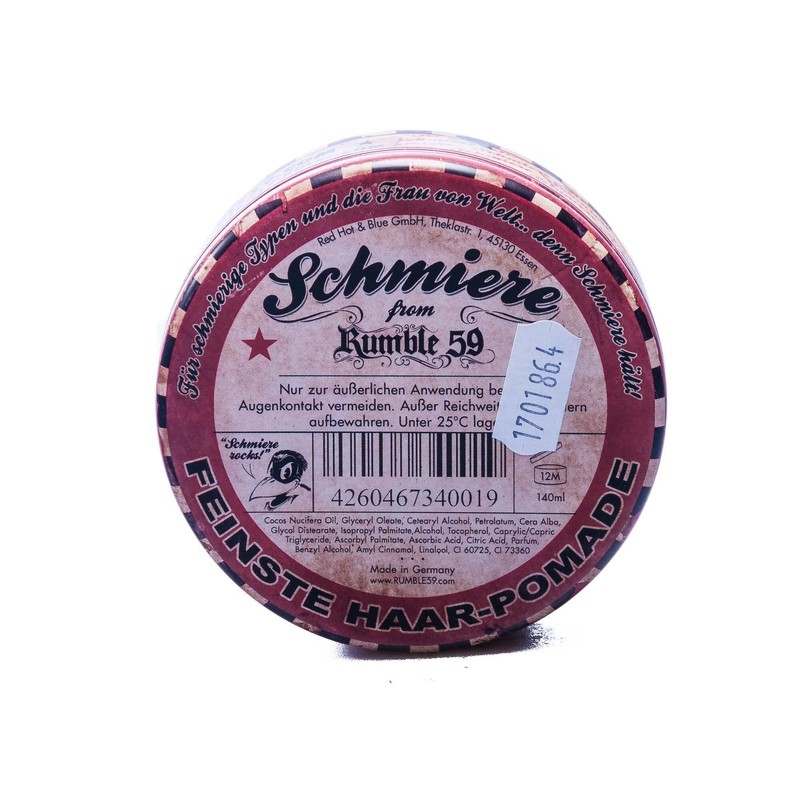 Für schmierige Typen und die Frau von Welt... denn Schmiere hält!
Red Hot & Blue GmbH, Theklastr. 1, 45130 Essen
Schmiere
from
Rumble 59
Nur zur äußerlichen Anwendung
Augenkontakt vermeiden. Außer
aufbewahren. Unter 25°C
1701864
"Schmiere
rocks!"
4260467340019
12M
140ml
Cocos Nucifera Oil, Glyceryl Oleate, Cetearyl Alcohol, Petrolatum, Cera Alba,
Glycol Distearate, Isopropyl Palmitate, Alcohol, Tocopherol, Caprylic/Capric
Triglyceride, Ascorbyl Palmitate, Ascorbic Acid, Citric Acid, Parfum,
Benzyl Alcohol, Amyl Cinnamal, Linalool, CI 60725, CI 73360
Made in Germany
www.RUMBLE59.com
FEINSTE HAAR-POMADE